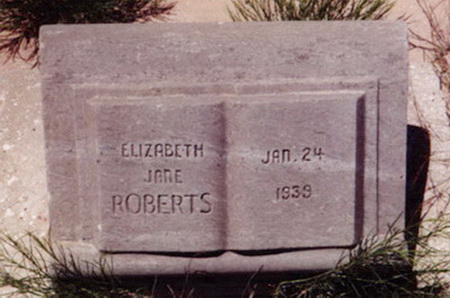 ELIZABETH
JANE
ROBERTS
JAN. 24
1939